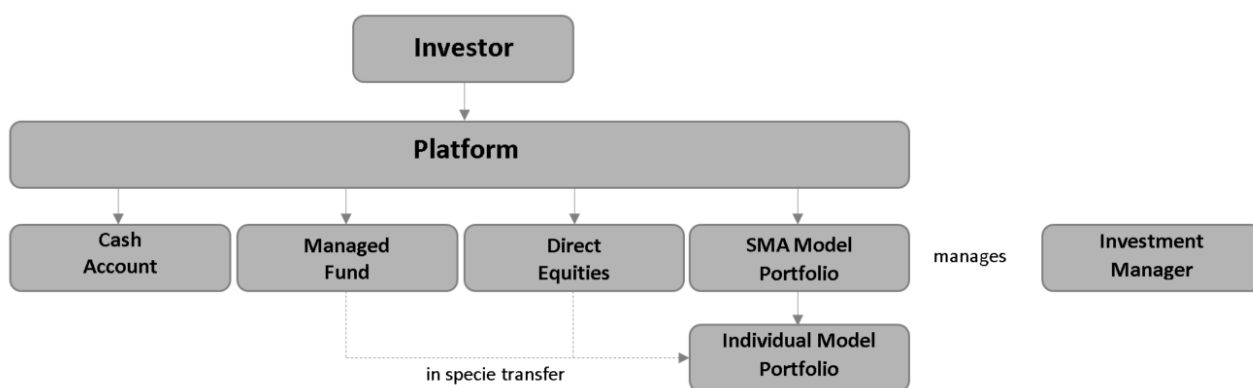 Investor
Platform
Cash
Account
Managed
Fund
Direct
Equities
SMA Model
Portfolio
manages
Investment
Manager
Individual Model
Portfolio
in specie transfer